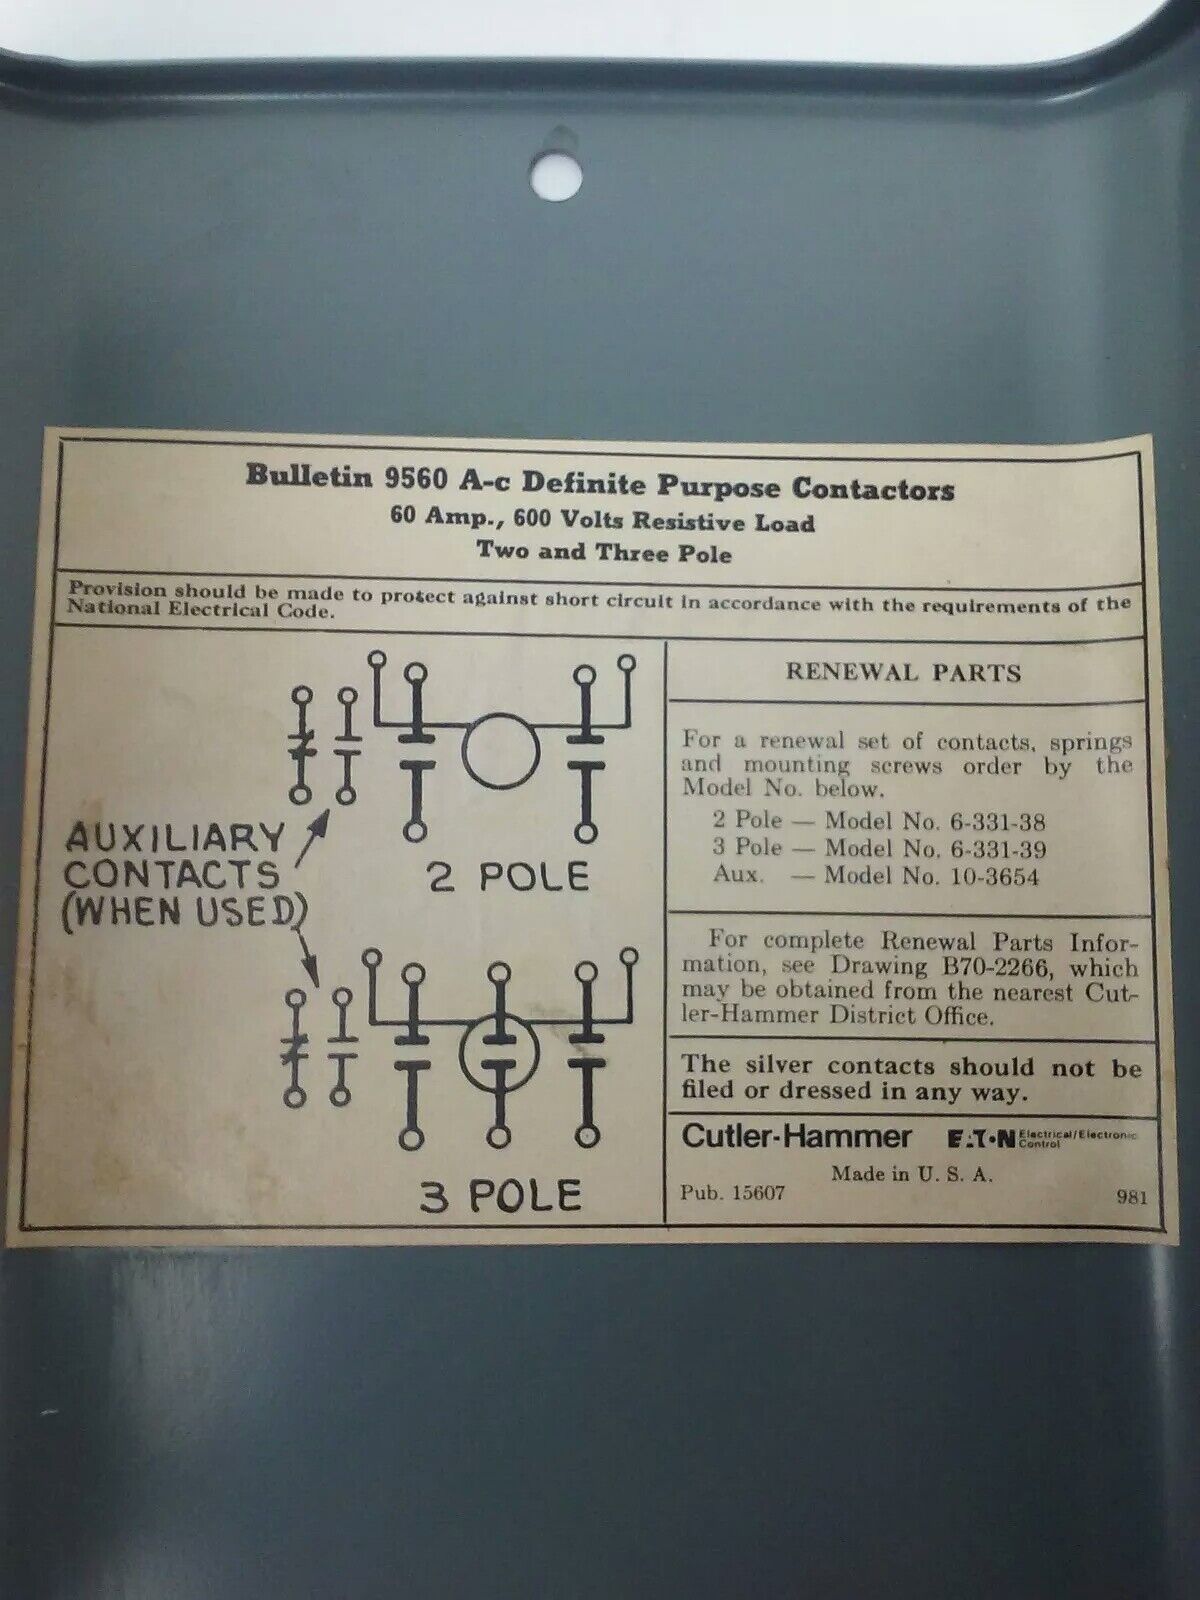 Bulletin 9560 A-c Definite Purpose Contactors
60 Amp., 600 Volts Resistive Load
Two and Three Pole
Provision should be made to protect against short circuit in accordance with the requirements of the
National Electrical Code.
AUXILIARY
CONTACTS
(WHEN USED)
2 POLE
3 POLE
RENEWAL PARTS
For a renewal set of contacts, springs
and mounting screws order by the
Model No. below.
2 Pole — Model No. 6-331-38
3 Pole — Model No. 6-331-39
Aux. — Model No. 10-3654
For complete Renewal Parts Infor-
mation, see Drawing B70-2266, which
may be obtained from the nearest Cut-
ler-Hammer District Office.
The silver contacts should not be
filed or dressed in any way.
Cutler-Hammer EATON Electrical/Electronic
Control
Made in U. S. A.
Pub. 15607 981